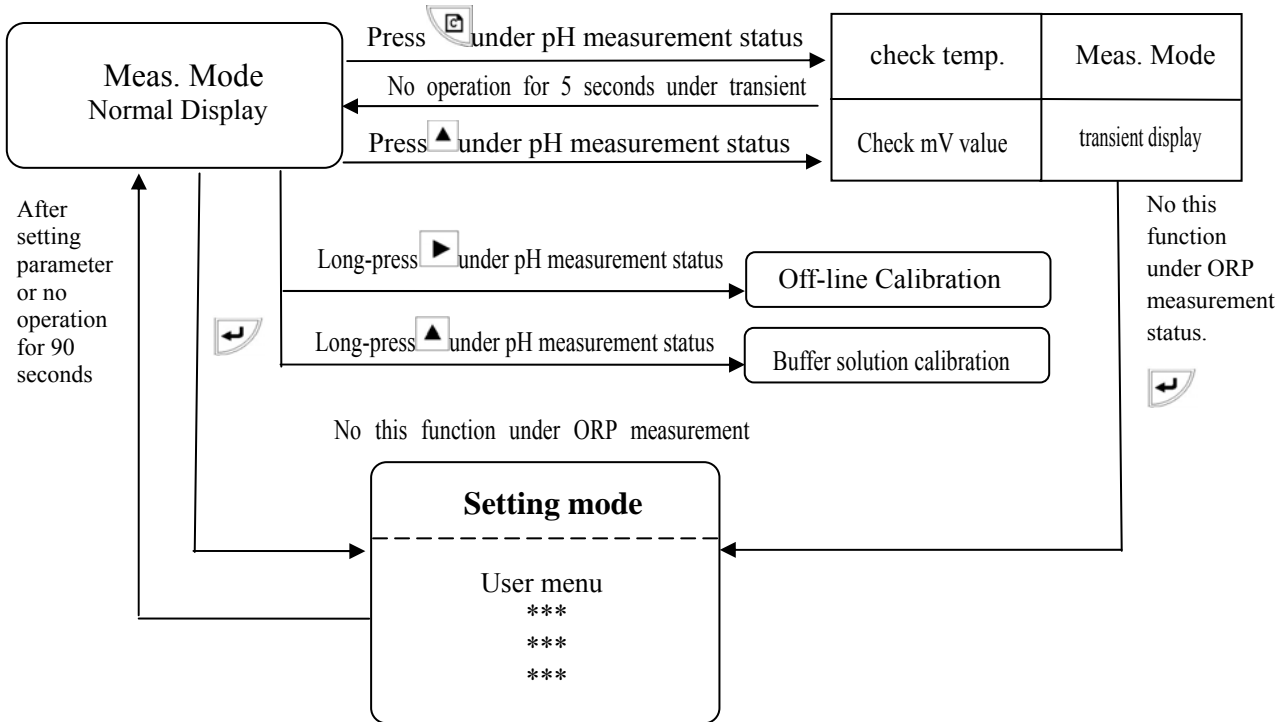 Meas. Mode
Normal Display
Press C under pH measurement status
No operation for 5 seconds under transient
Press under pH measurement status
check temp.
Meas. Mode
Check mV value
transient display
After
setting
parameter
or no
operation
for 90
seconds
Long-press under pH measurement status
Off-line Calibration
Long-press under pH measurement status
Buffer solution calibration
No this
function
under ORP
measurement
status.
No this function under ORP measurement
Setting mode
User menu
***
***
***